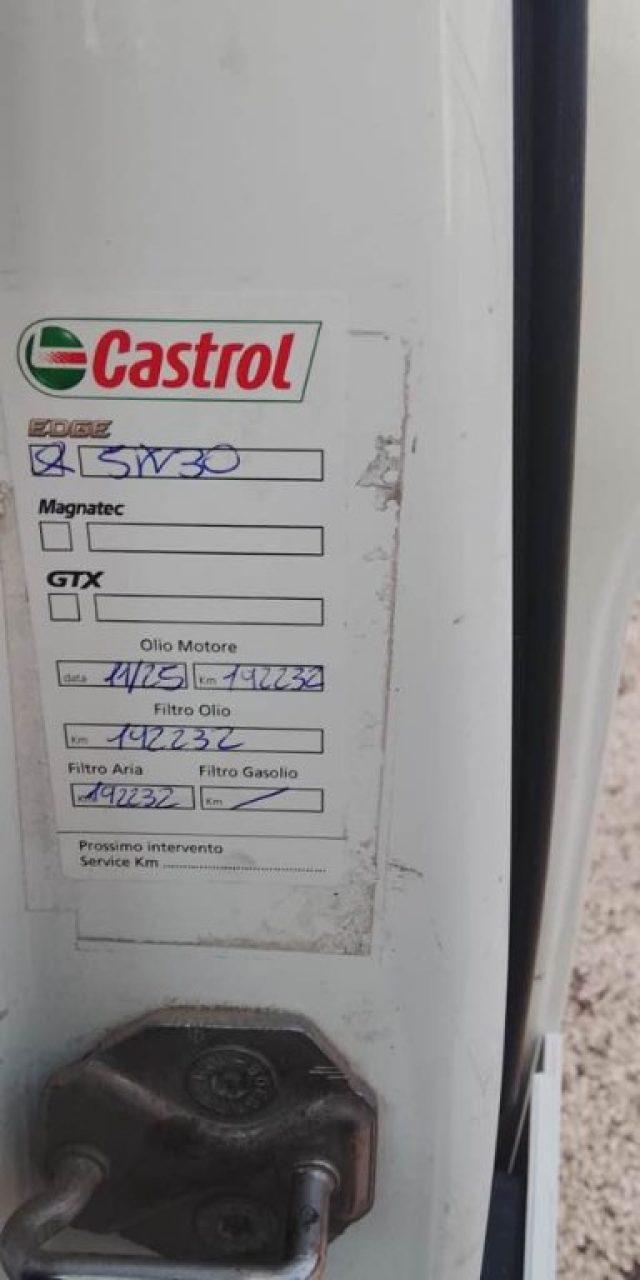 Castrol
EDGE
5W30
Magnatec
GTX
Olio Motore
data 11/25 Km 192232
Filtro Olio
Km 192232
Filtro Aria Filtro Gasolio
Km 192232 Km /
Prossimo intervento
Service Km ........................................